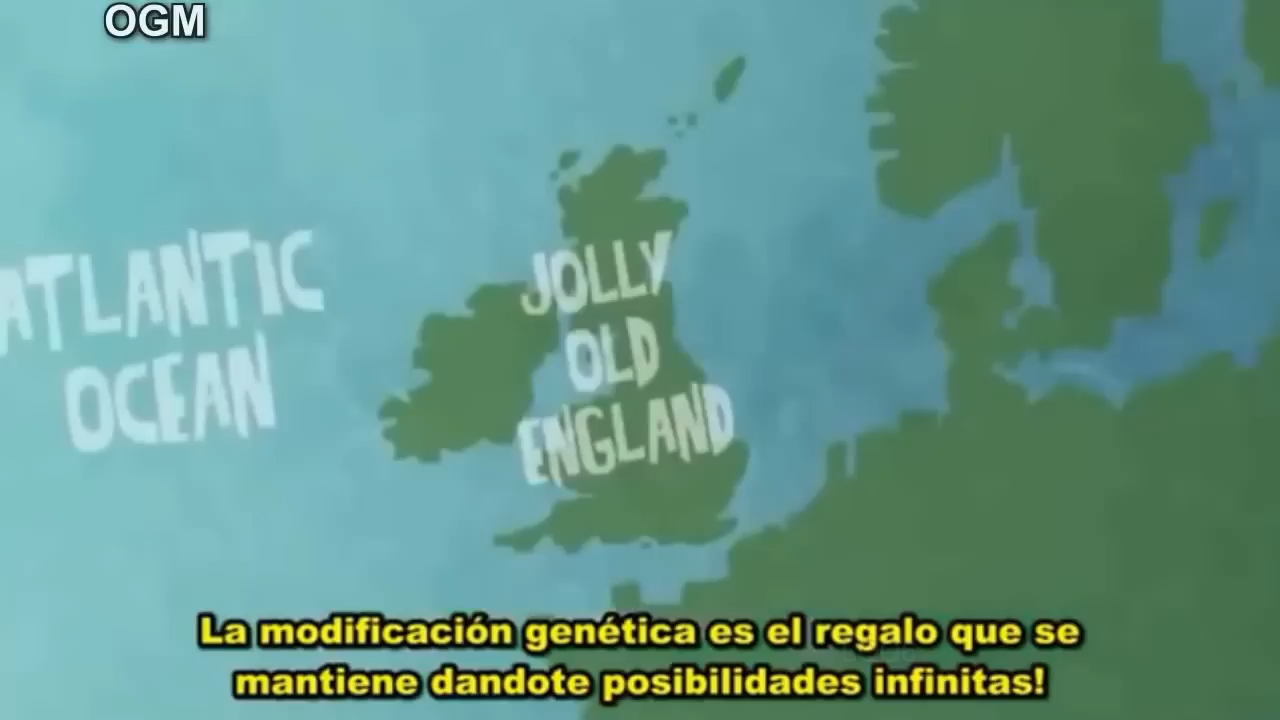 OGM
ATLANTIC
OCEAN
JOLLY
OLD
ENGLAND
La modificación genética es el regalo que se
mantiene dandote posibilidades infinitas!